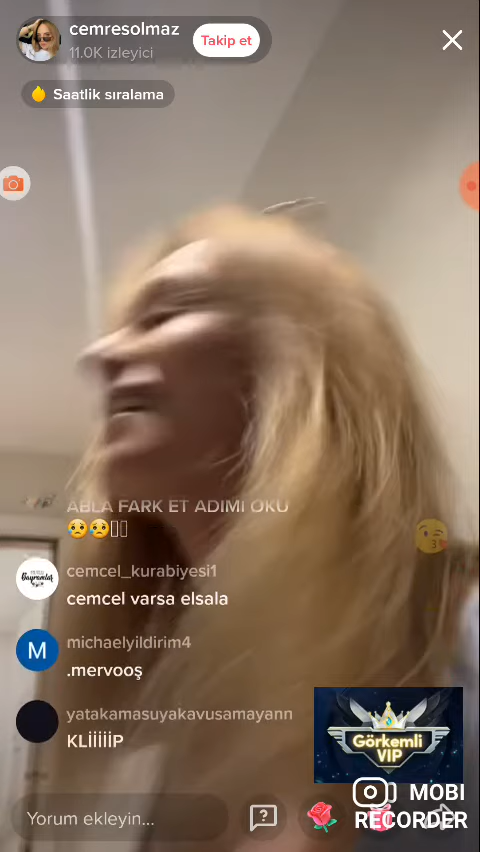 cemresolmaz
11.0K izleyici
Takip et
Saatlik sıralama
ABLA FARK ET ADIMI OKU
cemcel_kurabiyesi1
cemcel varsa elsala
michaelyildirim4
M
.mervooş
yatakamasuyakavusamayann
KLİİİİİP
Görkemli
VIP
Yorum ekleyin...
MOBI
RECORDER